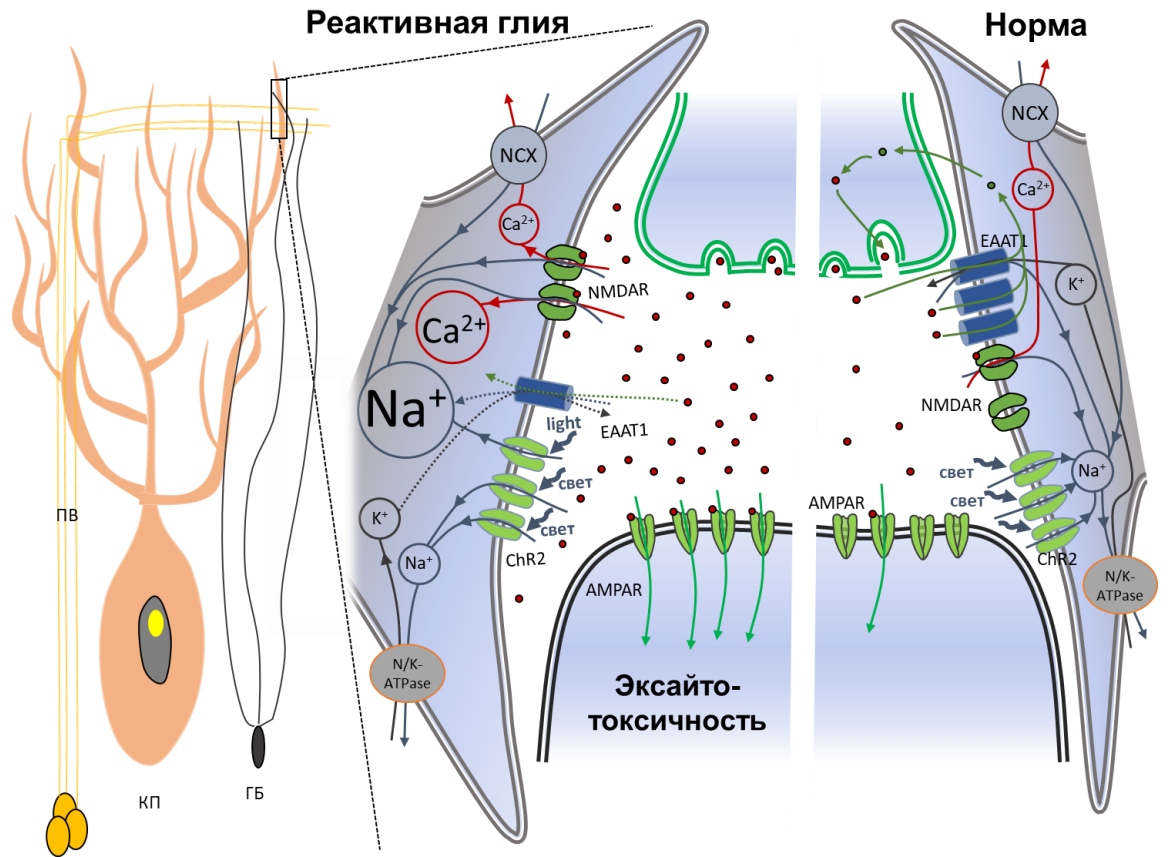 Реактивная глия
Норма
NCX
Ca²⁺
NMDAR
Ca²⁺
Na⁺
light
EAAT1
свет
свет
K⁺
Na⁺
ChR2
AMPAR
N/K-
ATPase
Эксайто-
токсичность
NCX
Ca²⁺
EAAT1
K⁺
NMDAR
свет
свет
Na⁺
AMPAR
ChR2
N/K-
ATPase
ПВ
КП
ГБ